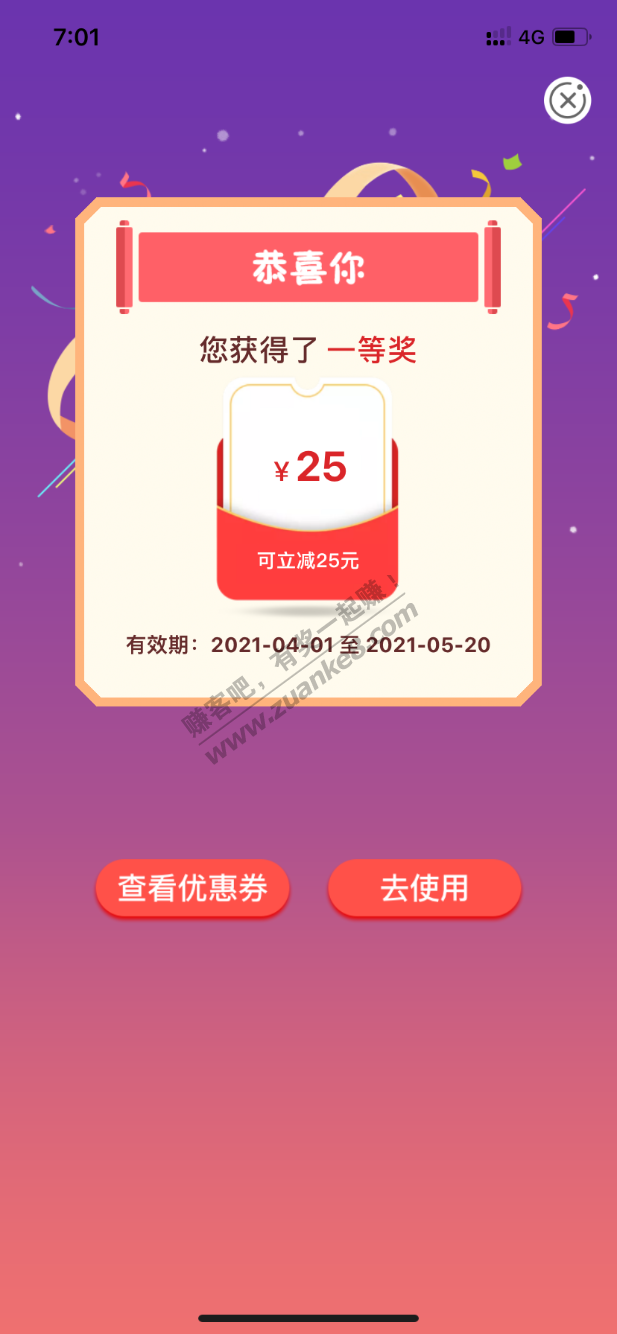 7:01
4G
恭喜你
您获得了 一等奖
¥25
可立减25元
有效期：2021-04-01 至 2021-05-20
赚客吧，有奖一起赚！
www.zuanke8.com
查看优惠券
去使用